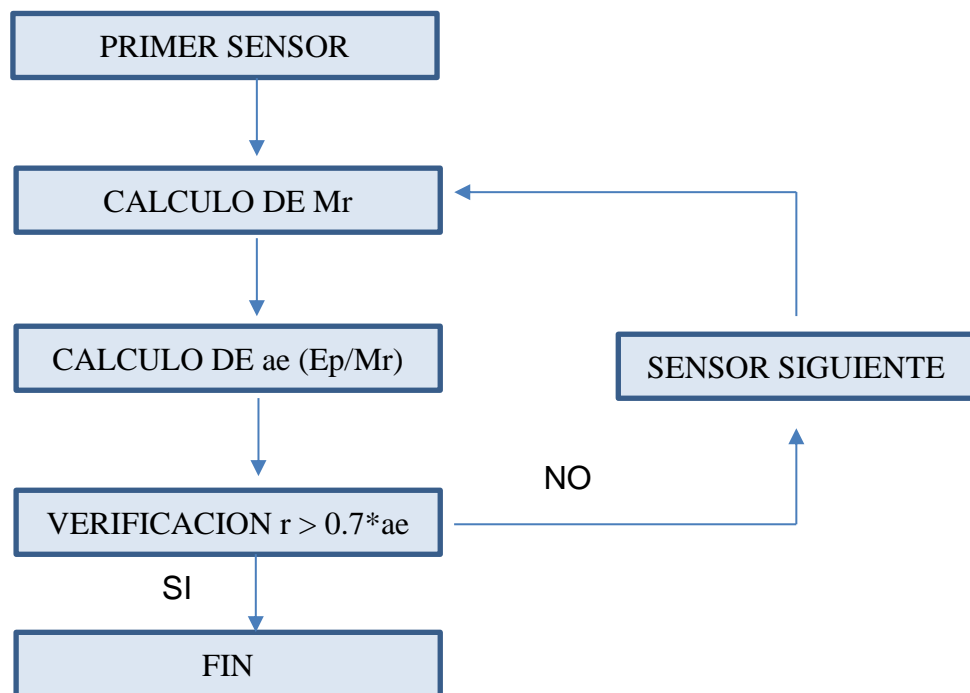 PRIMER SENSOR
CALCULO DE Mr
CALCULO DE ae (Ep/Mr)
SENSOR SIGUIENTE
NO
VERIFICACION r > 0.7*ae
SI
FIN